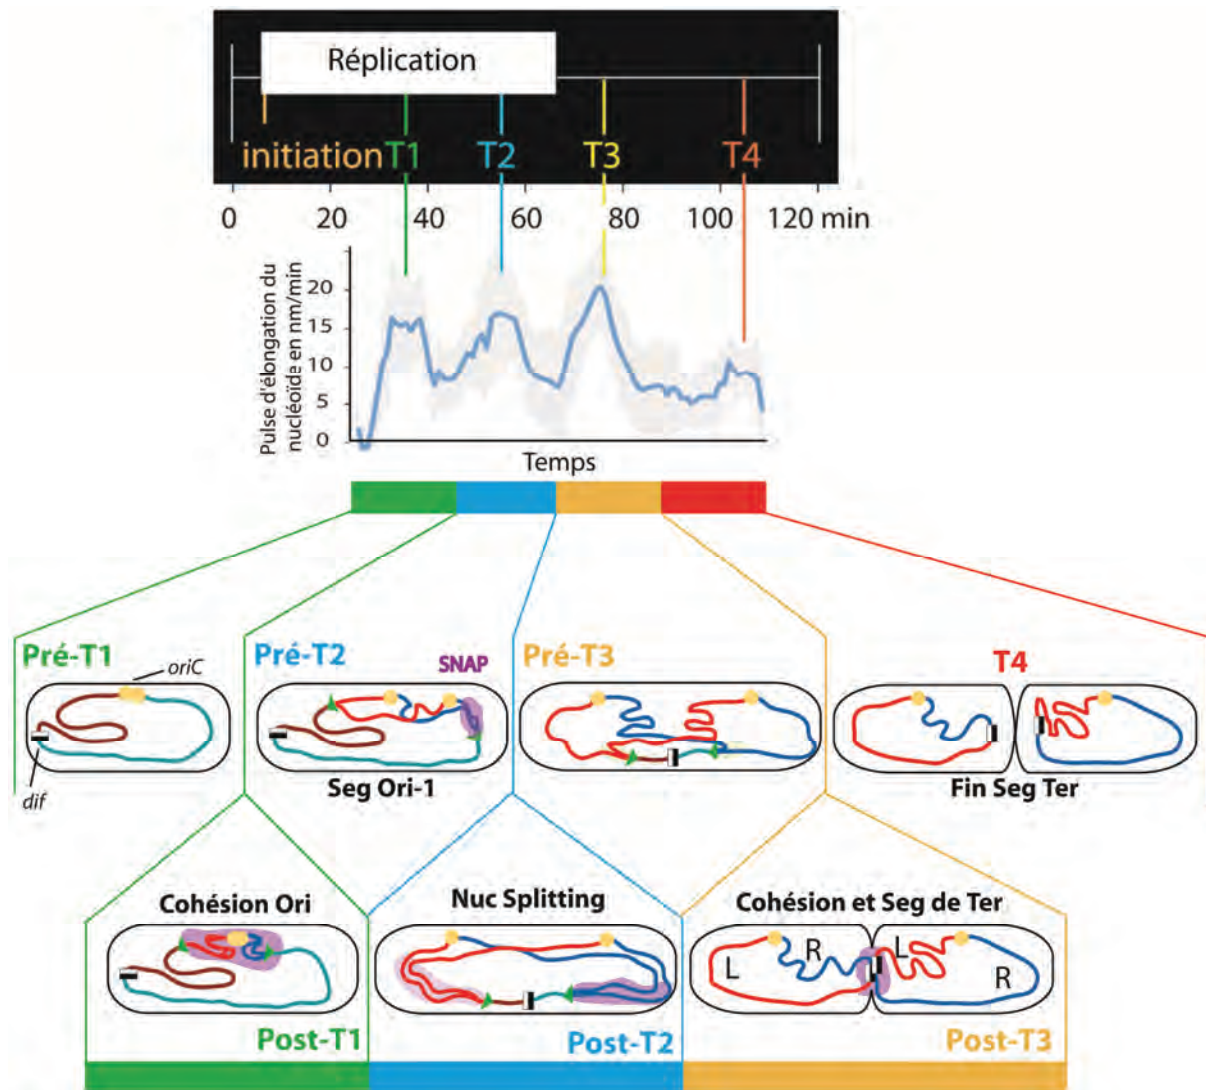 Réplication
initiation T1 T2 T3 T4
0 20 40 60 80 100 120 min
Pulse d'élongation du
nucléoïde en nm/min
20
15
10
5
0
Temps
Pré-T1
oriC
dif
Pré-T2
SNAP
Seg Ori-1
Pré-T3
T4
Fin Seg Ter
Cohésion Ori
Post-T1
Nuc Splitting
Post-T2
Cohésion et Seg de Ter
L R L R
Post-T3